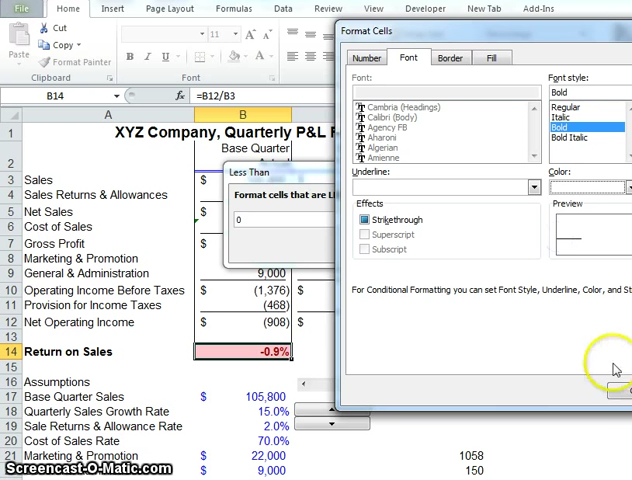 File Home Insert Page Layout Formulas Data Review View Developer New Tab Add-Ins
Cut
Copy
Paste
Format Painter
Clipboard
11
B I U
Font
B14 fx =B12/B3
A B
1 XYZ Company, Quarterly P&L F
Base Quarter
2 Actual
3 Sales $
4 Sales Returns & Allowances
5 Net Sales $
6 Cost of Sales
7 Gross Profit $
8 Marketing & Promotion
9 General & Administration 9,000
10 Operating Income Before Taxes $ (1,376) $
11 Provision for Income Taxes (468)
12 Net Operating Income $ (908) $
13
14 Return on Sales -0.9%
15
16 Assumptions
17 Base Quarter Sales $ 105,800
18 Quarterly Sales Growth Rate 15.0%
19 Sale Returns & Allowance Rate 2.0%
20 Cost of Sales Rate 70.0%
21 Marketing & Promotion $ 22,000 1058
$ 9,000 150
Less Than
Format cells that are L
0
Format Cells
Number Font Border Fill
Font:
Cambria (Headings)
Calibri (Body)
Agency FB
Aharoni
Algerian
Amienne
Font style:
Bold
Regular
Italic
Bold
Bold Italic
Underline:
Color:
Effects
Strikethrough
Superscript
Subscript
Preview
For Conditional Formatting you can set Font Style, Underline, Color, and St
Screencast-O-Matic.com